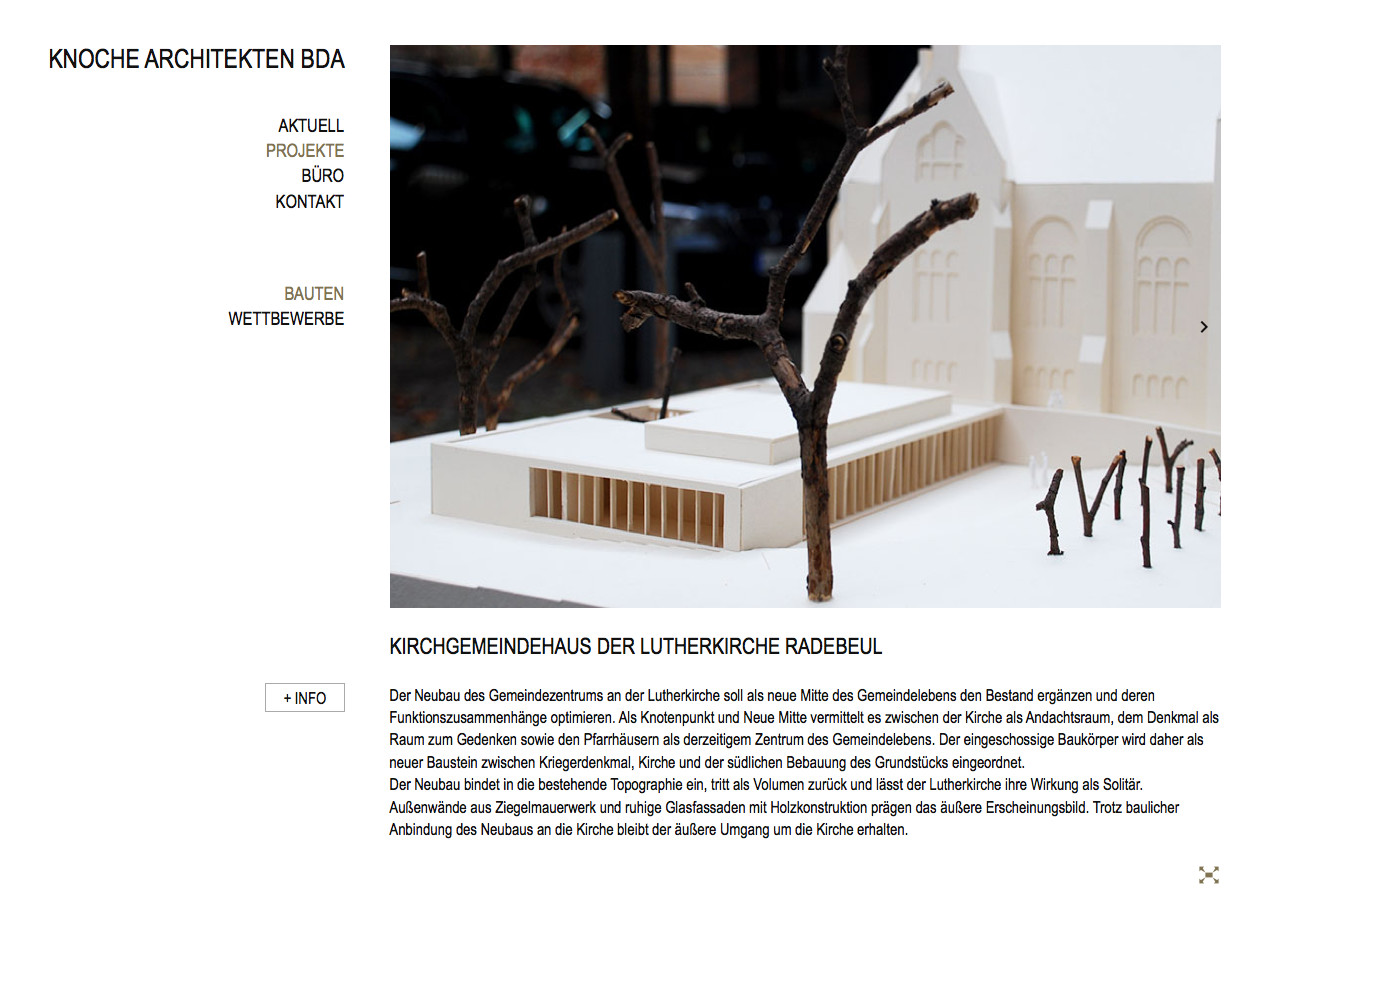 KNOCHE ARCHITEKTEN BDA
AKTUELL
PROJEKTE
BÜRO
KONTAKT
BAUTEN
WETTBEWERBE
KIRCHGEMEINDEHAUS DER LUTHERKIRCHE RADEBEUL
+ INFO
Der Neubau des Gemeindezentrums an der Lutherkirche soll als neue Mitte des Gemeindelebens den Bestand ergänzen und deren
Funktionszusammenhänge optimieren. Als Knotenpunkt und Neue Mitte vermittelt es zwischen der Kirche als Andachtsraum, dem Denkmal als
Raum zum Gedenken sowie den Pfarrhäusern als derzeitigem Zentrum des Gemeindelebens. Der eingeschossige Baukörper wird daher als
neuer Baustein zwischen Kriegerdenkmal, Kirche und der südlichen Bebauung des Grundstücks eingeordnet.
Der Neubau bindet in die bestehende Topographie ein, tritt als Volumen zurück und lässt der Lutherkirche ihre Wirkung als Solitär.
Außenwände aus Ziegelmauerwerk und ruhige Glasfassaden mit Holzkonstruktion prägen das äußere Erscheinungsbild. Trotz baulicher
Anbindung des Neubaus an die Kirche bleibt der äußere Umgang um die Kirche erhalten.